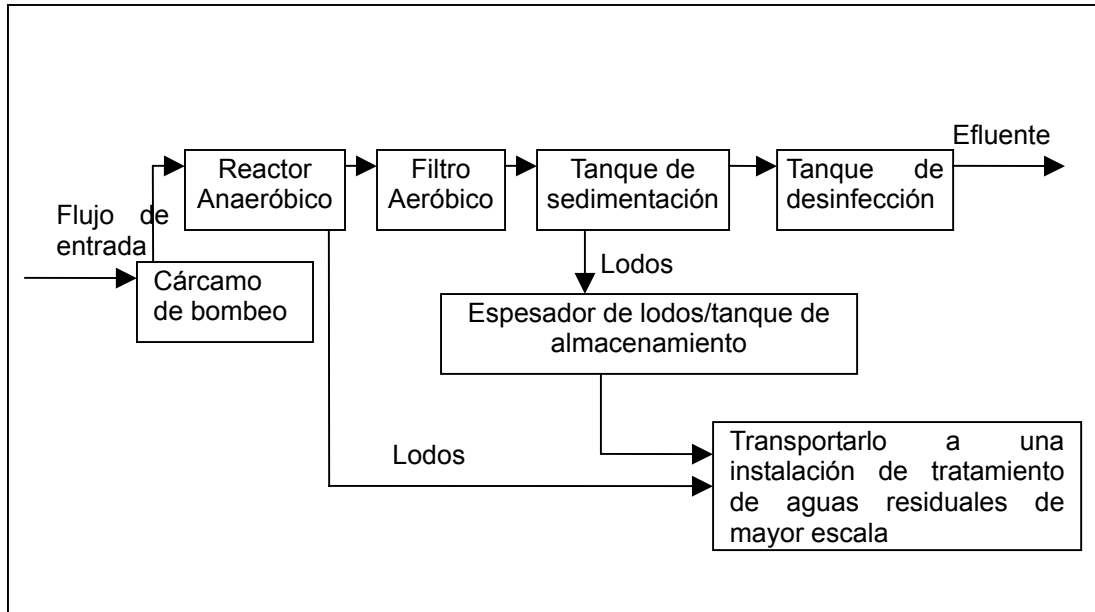 Flujo de
entrada
Cárcamo
de bombeo
Reactor
Anaeróbico
Filtro
Aeróbico
Tanque de
sedimentación
Tanque de
desinfección
Efluente
Lodos
Espesador de lodos/tanque de
almacenamiento
Lodos
Transportarlo a una
instalación de tratamiento
de aguas residuales de
mayor escala